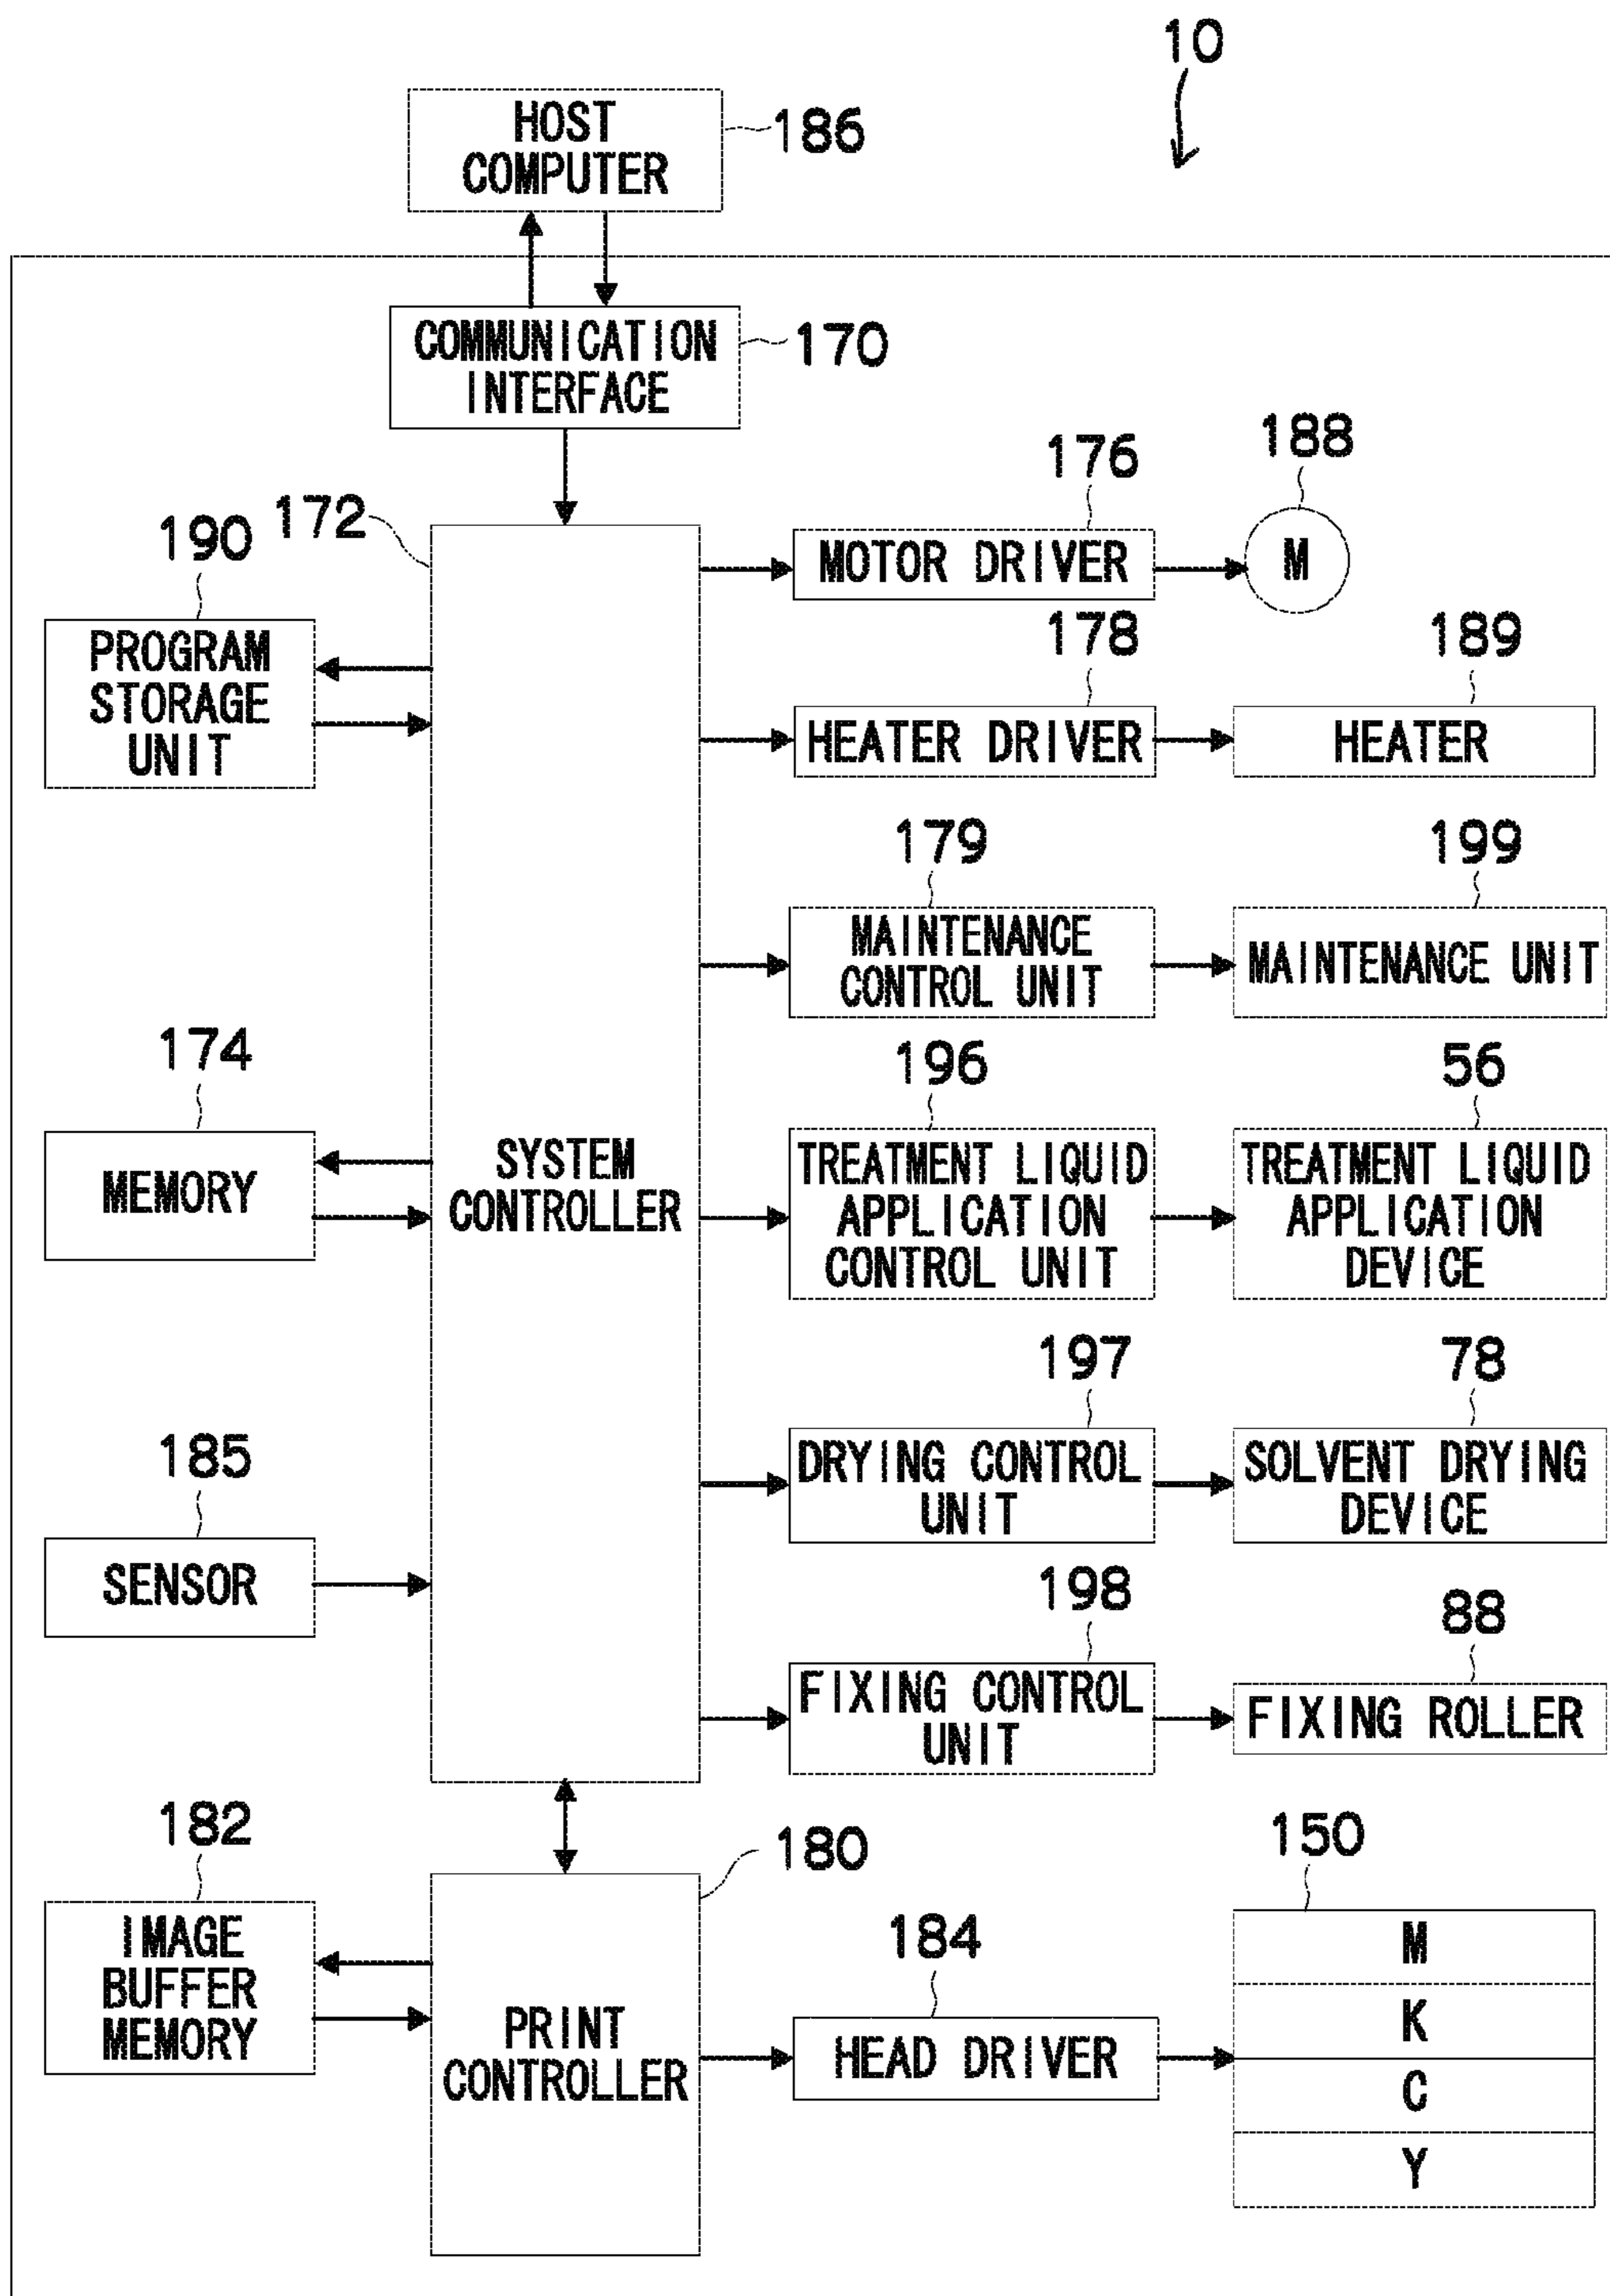 10
HOST
COMPUTER
186
COMMUNICATION
INTERFACE
170
172
176
188
190
MOTOR DRIVER
M
PROGRAM
STORAGE
UNIT
178
189
HEATER DRIVER
HEATER
179
199
MAINTENANCE
CONTROL UNIT
MAINTENANCE UNIT
174
196
56
MEMORY
SYSTEM
CONTROLLER
TREATMENT LIQUID
APPLICATION
CONTROL UNIT
TREATMENT LIQUID
APPLICATION
DEVICE
197
78
185
DRYING CONTROL
UNIT
SOLVENT DRYING
DEVICE
SENSOR
198
88
FIXING CONTROL
UNIT
FIXING ROLLER
182
180
150
IMAGE
BUFFER
MEMORY
PRINT
CONTROLLER
184
HEAD DRIVER
M
K
C
Y